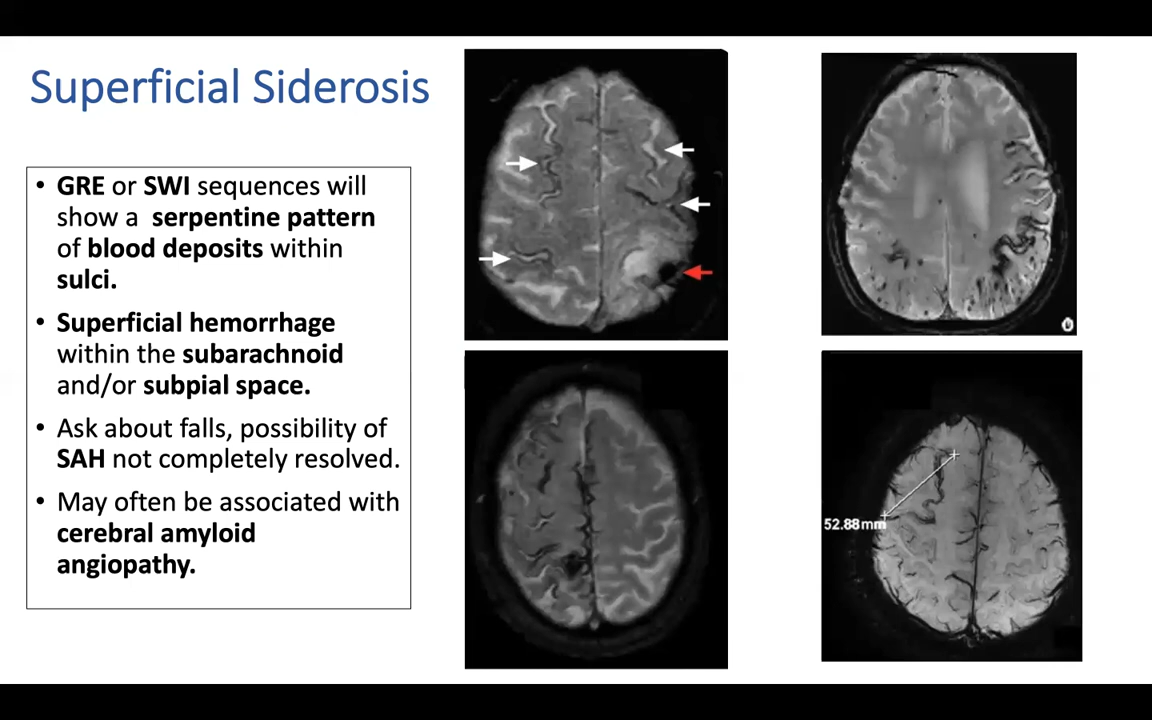 Superficial Siderosis
• GRE or SWI sequences will
show a serpentine pattern
of blood deposits within
sulci.
• Superficial hemorrhage
within the subarachnoid
and/or subpial space.
• Ask about falls, possibility of
SAH not completely resolved.
• May often be associated with
cerebral amyloid
angiopathy.
52.88mm